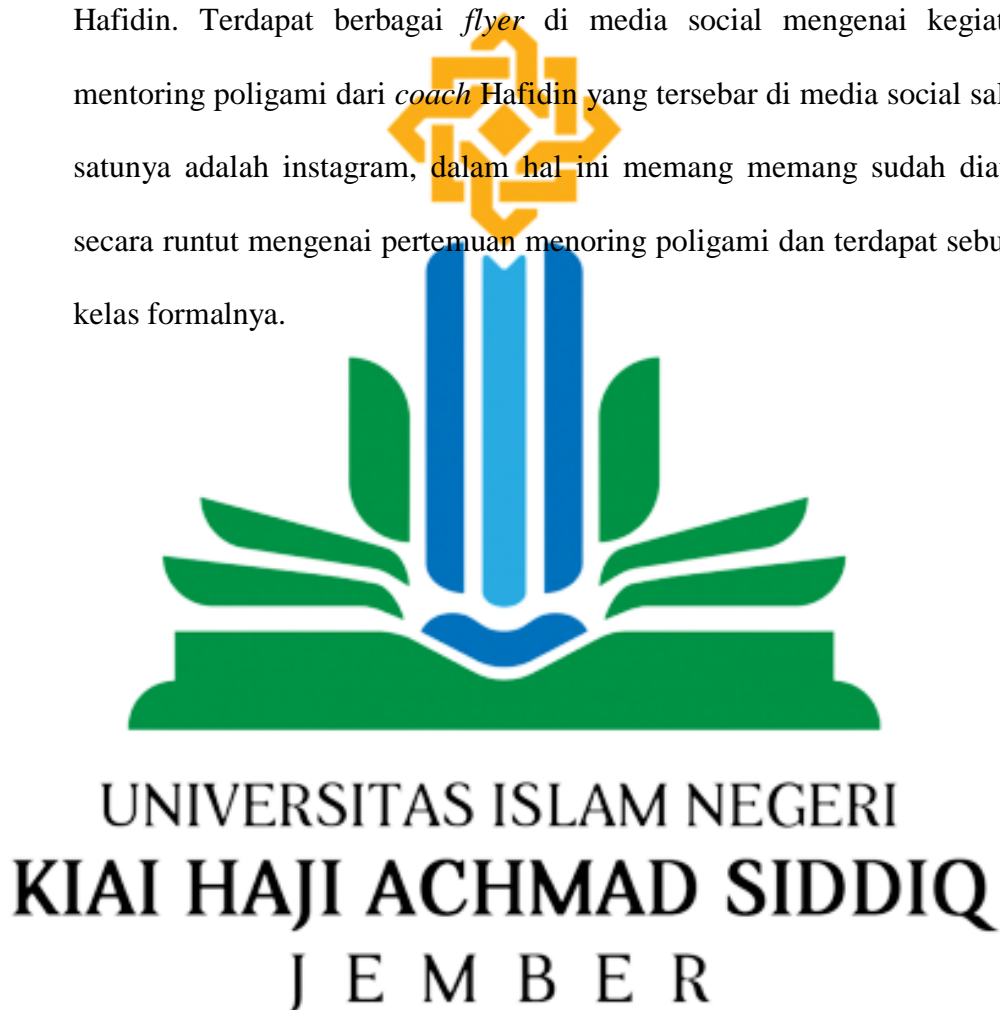 Hafidin. Terdapat berbagai flyer di media social mengenai kegiat
mentoring poligami dari coach Hafidin yang tersebar di media social sal
satunya adalah instagram, dalam hal ini memang memang sudah dia
secara runtut mengenai pertemuan menoring poligami dan terdapat sebu
kelas formalnya.
UNIVERSITAS ISLAM NEGERI
KIAI HAJI ACHMAD SIDDIQ
JEMBER